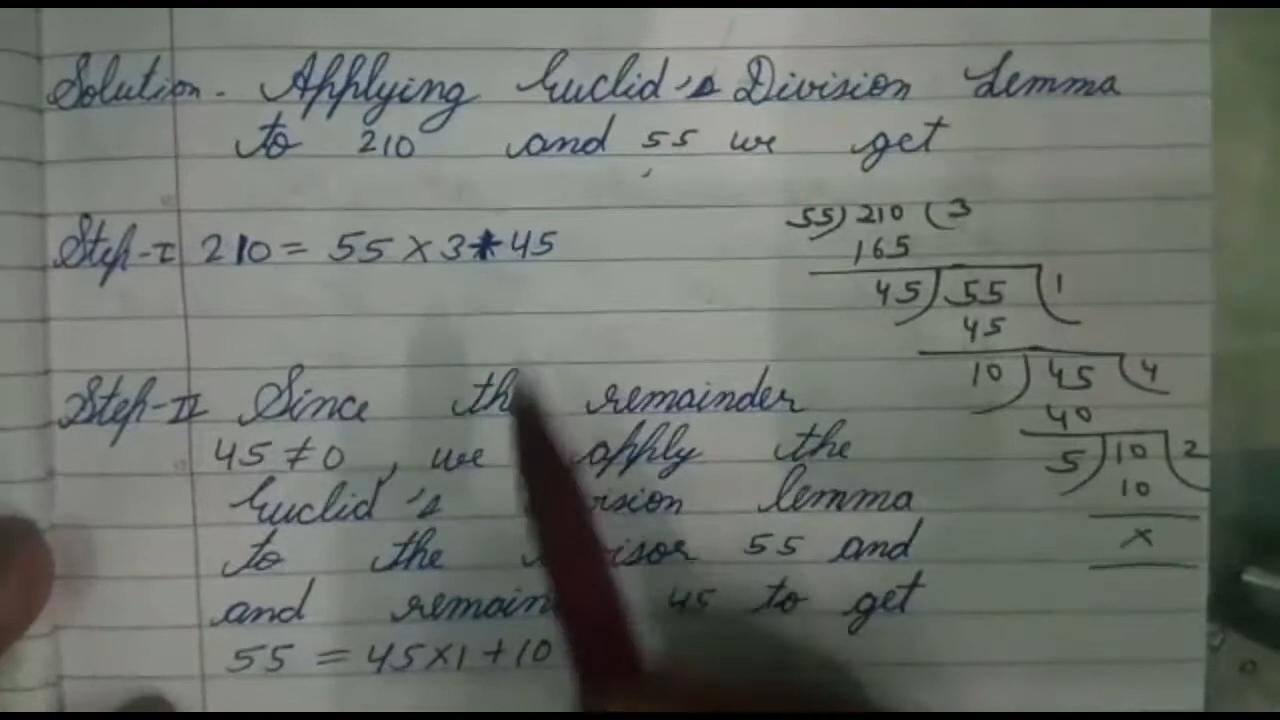 Solution. Applying Euclid's Division Lemma
to 210 and 55 we get
Step-I 210 = 55 × 3 + 45
55) 210 ( 3
165
45) 55 ( 1
45
10) 45 ( 4
40
5) 10 ( 2
10
×
Step-II Since the remainder
45 ≠ 0, we apply the
Euclid's lemma
to the 55 and
and 45 to get
55 = 45×1 + 10